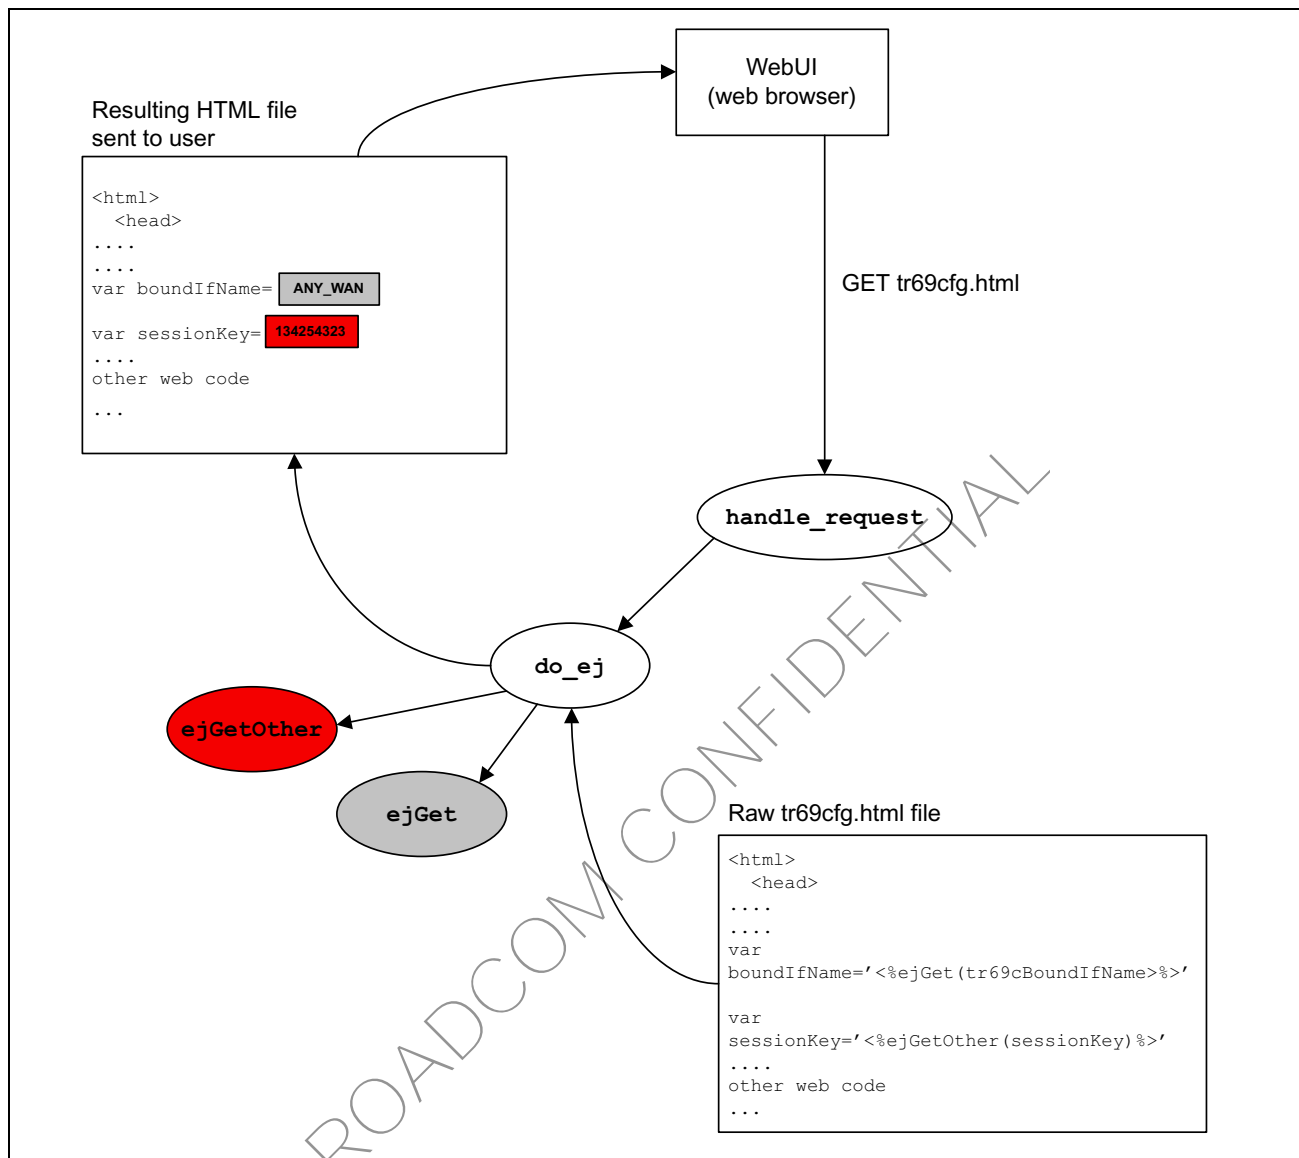 WebUI
(web browser)
Resulting HTML file
sent to user
<html>
<head>
....
....
var boundIfName= ANY_WAN
var sessionKey= 134254323
....
other web code
...
GET tr69cfg.html
handle_request
do_ej
ejGetOther
ejGet
Raw tr69cfg.html file
<html>
<head>
....
....
var
boundIfName='<%ejGet(tr69cBoundIfName>%>'
var
sessionKey='<%ejGetOther(sessionKey)%>'
....
other web code
...
ROADCOM CONFIDENTIAL